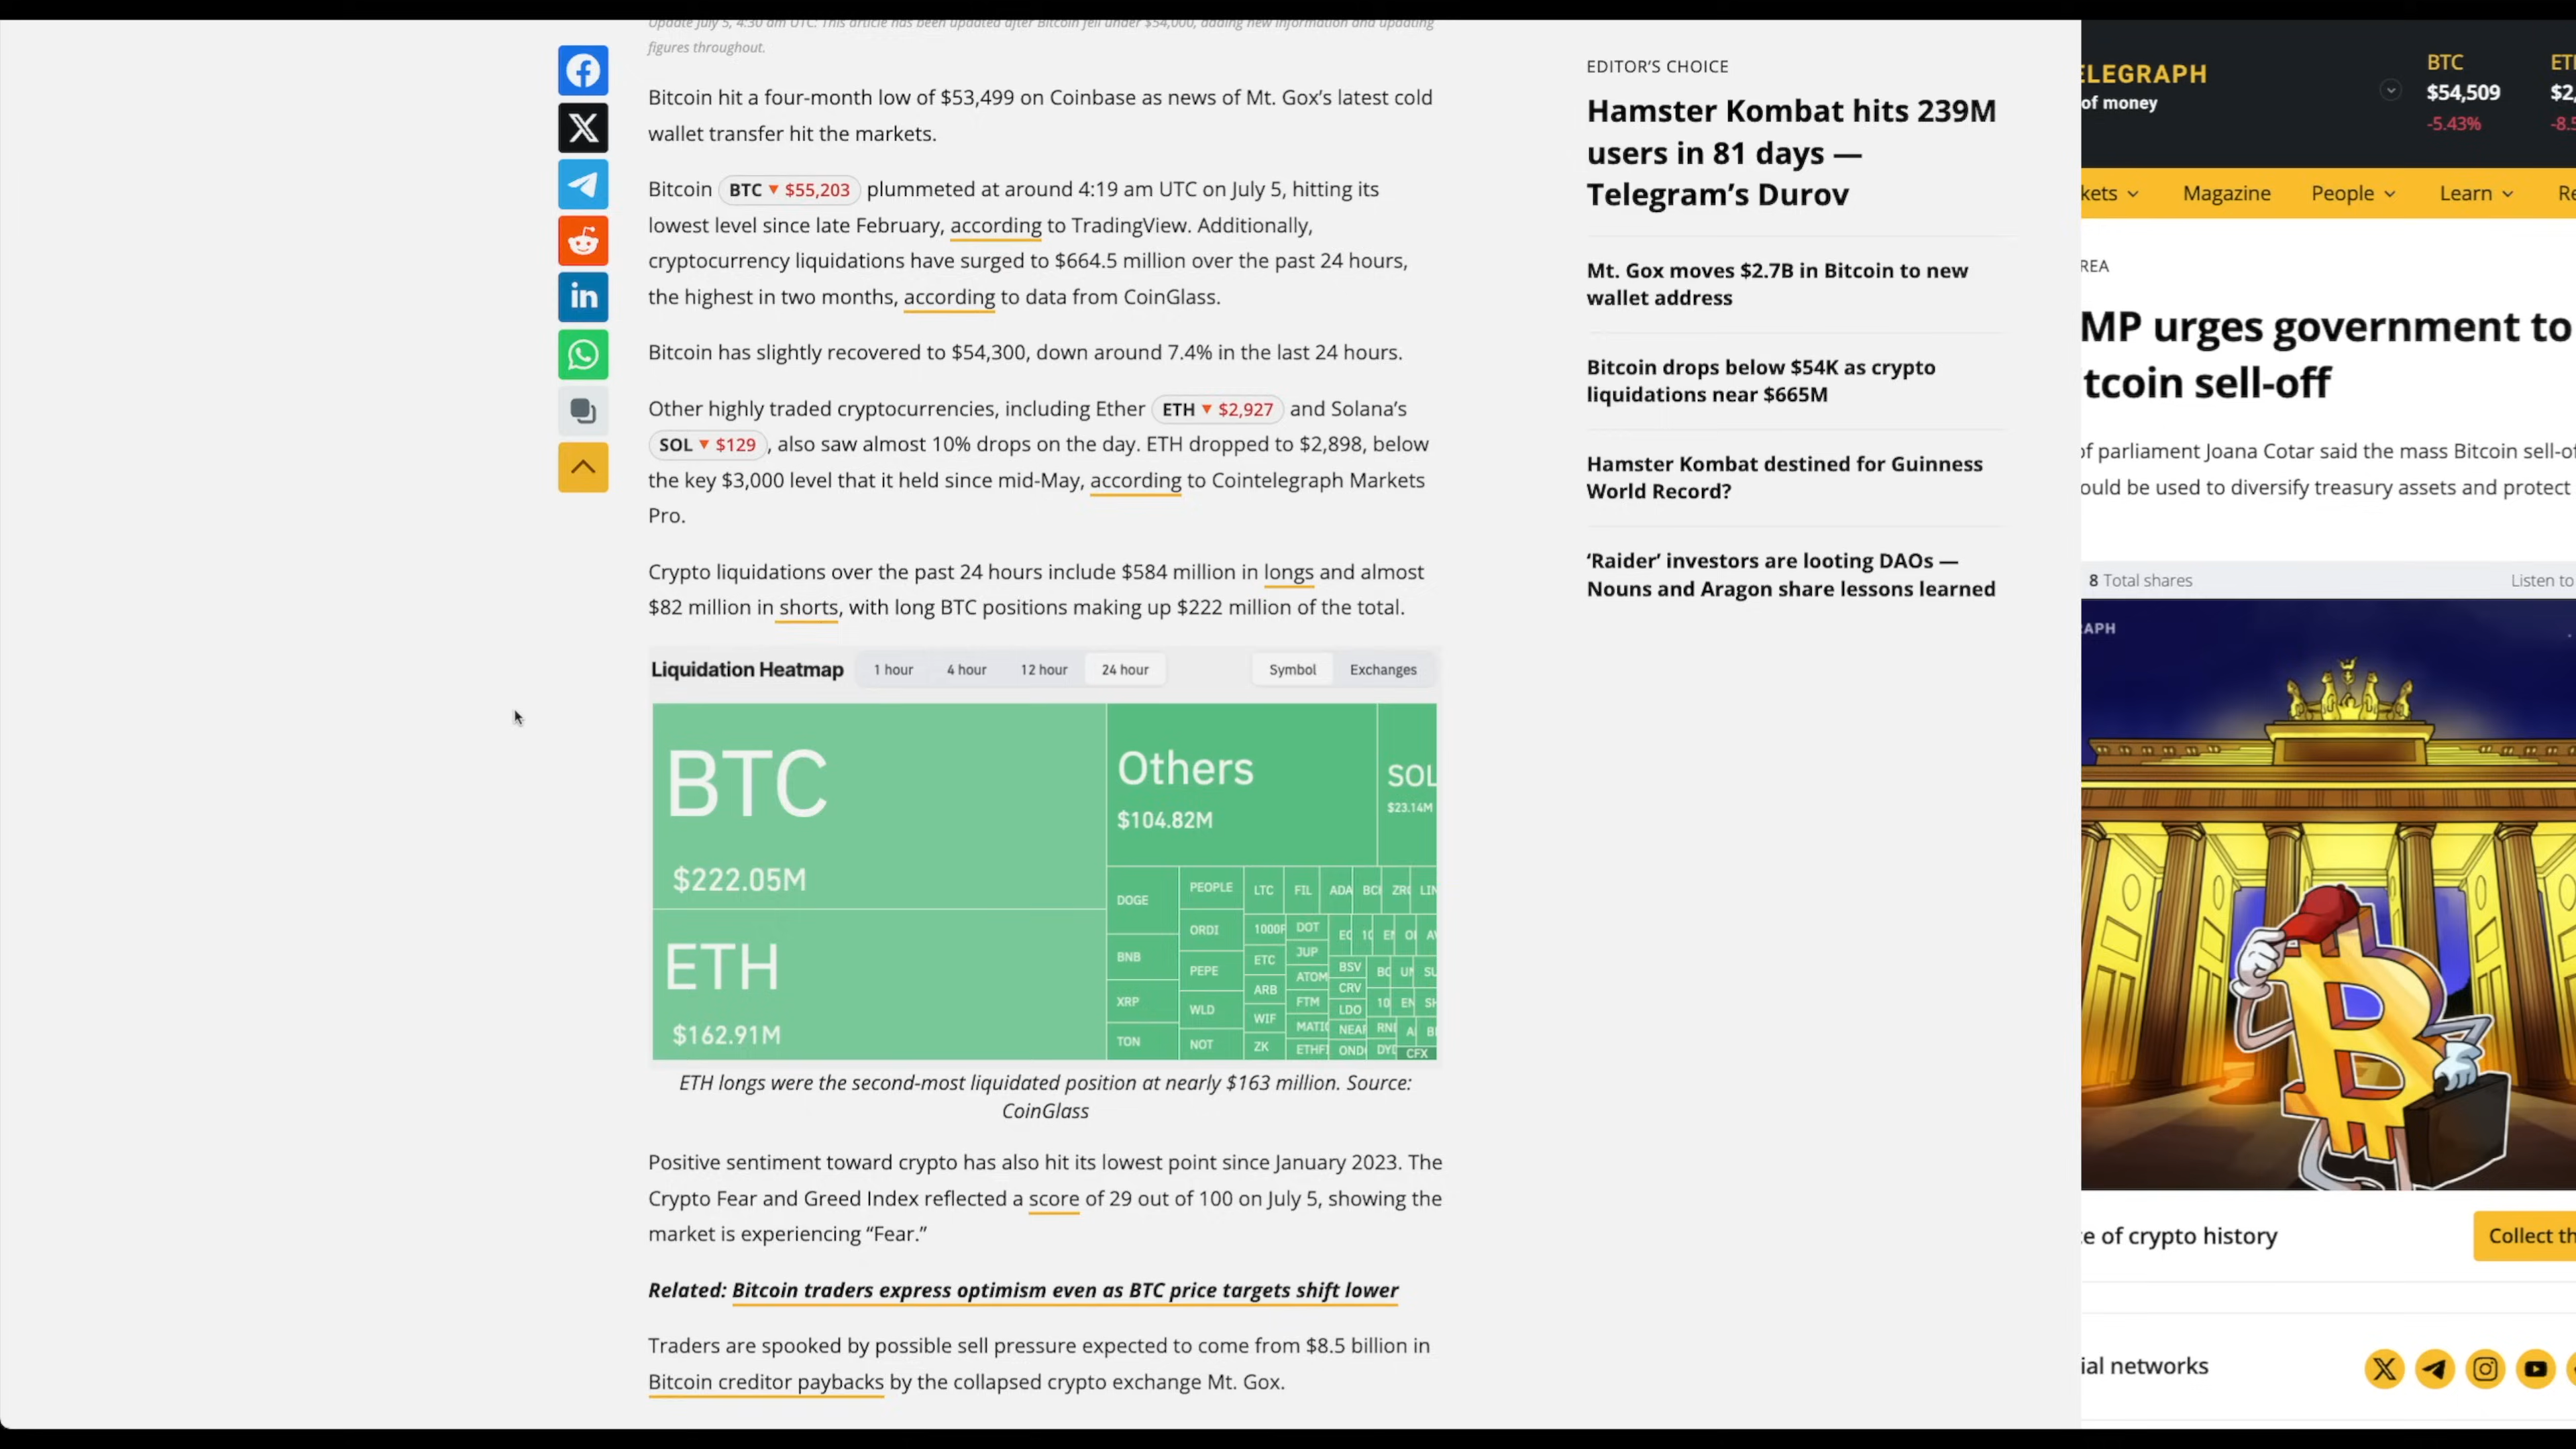 Update July 5, 4:30 am UTC: This article has been updated after Bitcoin fell under $54,000, adding new information and updating
figures throughout.
Bitcoin hit a four-month low of $53,499 on Coinbase as news of Mt. Gox’s latest cold
wallet transfer hit the markets.
Bitcoin BTC ▼ $55,203 plummeted at around 4:19 am UTC on July 5, hitting its
lowest level since late February, according to TradingView. Additionally,
cryptocurrency liquidations have surged to $664.5 million over the past 24 hours,
the highest in two months, according to data from CoinGlass.
Bitcoin has slightly recovered to $54,300, down around 7.4% in the last 24 hours.
Other highly traded cryptocurrencies, including Ether ETH ▼ $2,927 and Solana’s
SOL ▼ $129, also saw almost 10% drops on the day. ETH dropped to $2,898, below
the key $3,000 level that it held since mid-May, according to Cointelegraph Markets
Pro.
Crypto liquidations over the past 24 hours include $584 million in longs and almost
$82 million in shorts, with long BTC positions making up $222 million of the total.
Liquidation Heatmap 1 hour 4 hour 12 hour 24 hour Symbol Exchanges
BTC
$222.05M
ETH
$162.91M
Others
$104.82M
SOL
$23.14M
DOGE
BNB
XRP
TON
PEOPLE
ORDI
PEPE
WLD
NOT
LTC
1000F
ETC
ARB
WIF
ZK
FIL
DOT
JUP
ATOM
FTM
MATI
ETHFI
ADA
BSV
CRV
LDO
NEAR
OND
RN
DY
CFX
ETH longs were the second-most liquidated position at nearly $163 million. Source:
CoinGlass
Positive sentiment toward crypto has also hit its lowest point since January 2023. The
Crypto Fear and Greed Index reflected a score of 29 out of 100 on July 5, showing the
market is experiencing “Fear.”
Related: Bitcoin traders express optimism even as BTC price targets shift lower
Traders are spooked by possible sell pressure expected to come from $8.5 billion in
Bitcoin creditor paybacks by the collapsed crypto exchange Mt. Gox.
EDITOR’S CHOICE
Hamster Kombat hits 239M
users in 81 days —
Telegram’s Durov
Mt. Gox moves $2.7B in Bitcoin to new
wallet address
Bitcoin drops below $54K as crypto
liquidations near $665M
Hamster Kombat destined for Guinness
World Record?
‘Raider’ investors are looting DAOs —
Nouns and Aragon share lessons learned
ELEGRAPH
of money
BTC
$54,509
-5.43%
ET
$2,
-8.5
kets Magazine People Learn Re
REA
MP urges government to
tcoin sell-off
of parliament Joana Cotar said the mass Bitcoin sell-of
ould be used to diversify treasury assets and protect
8 Total shares Listen to
RAPH
e of crypto history
Collect th
ial networks